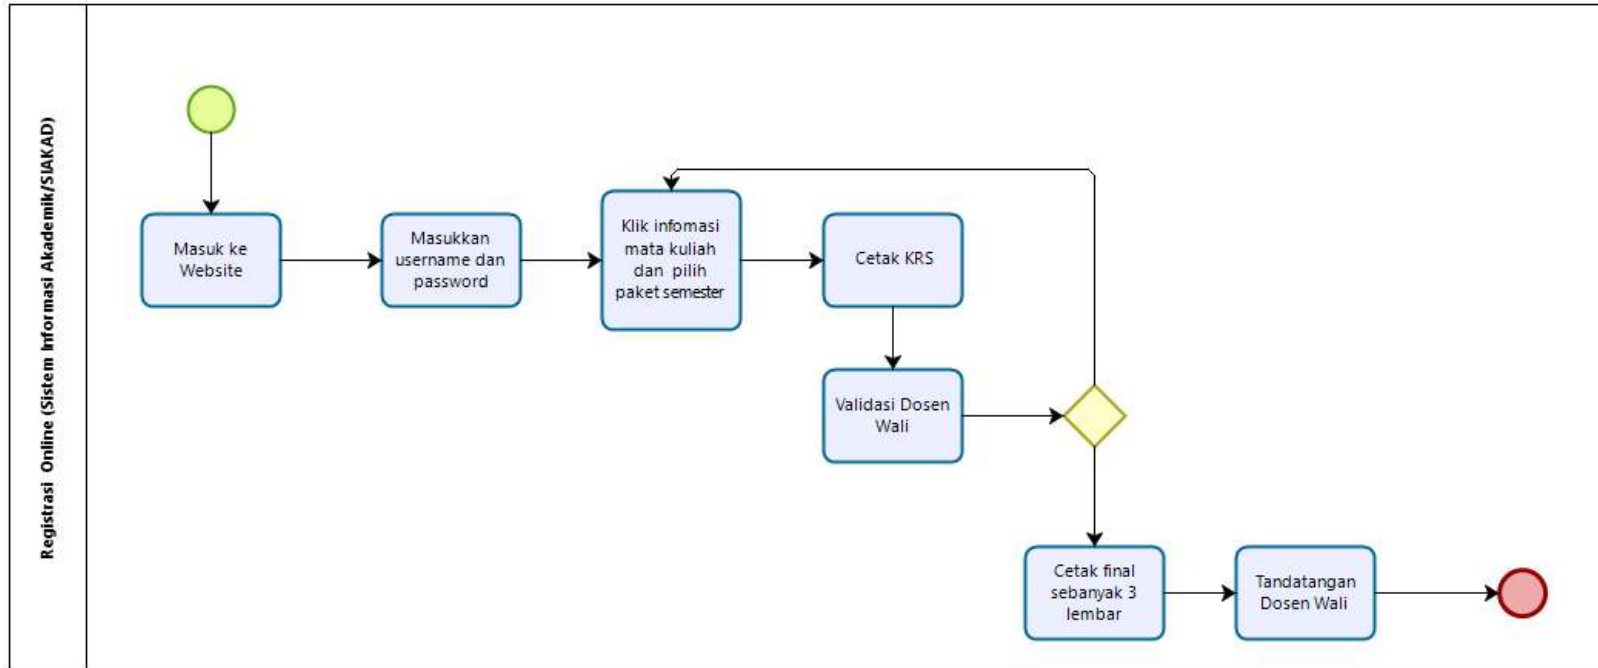 Registrasi Online (Sistem Informasi Akademik/SIAKAD)
Masuk ke
Website
Masukkan
username dan
password
Klik infomasi
mata kuliah
dan pilih
paket semester
Cetak KRS
Validasi Dosen
Wali
Cetak final
sebanyak 3
lembar
Tandatangan
Dosen Wali